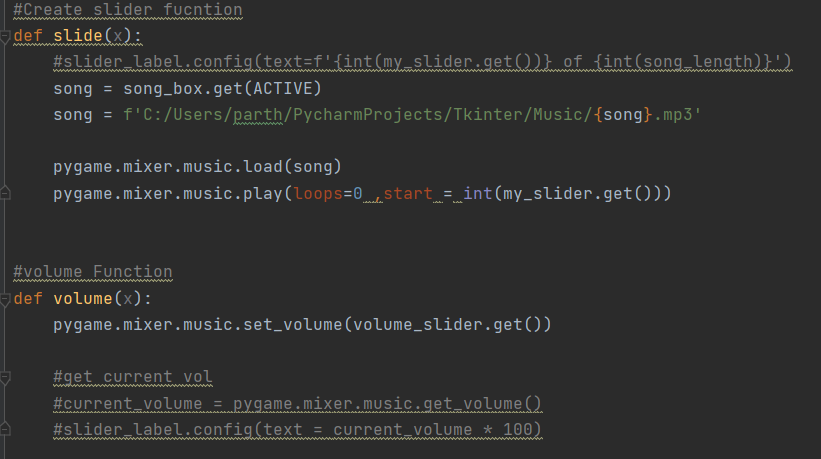 #Create slider fucntion
def slide(x):
    #slider_label.config(text=f'{int(my_slider.get())} of {int(song_length)}')
    song = song_box.get(ACTIVE)
    song = f'C:/Users/parth/PycharmProjects/Tkinter/Music/{song}.mp3'

    pygame.mixer.music.load(song)
    pygame.mixer.music.play(loops=0 ,start = int(my_slider.get()))

#volume Function
def volume(x):
    pygame.mixer.music.set_volume(volume_slider.get())

    #get current vol
    #current_volume = pygame.mixer.music.get_volume()
    #slider_label.config(text = current_volume * 100)